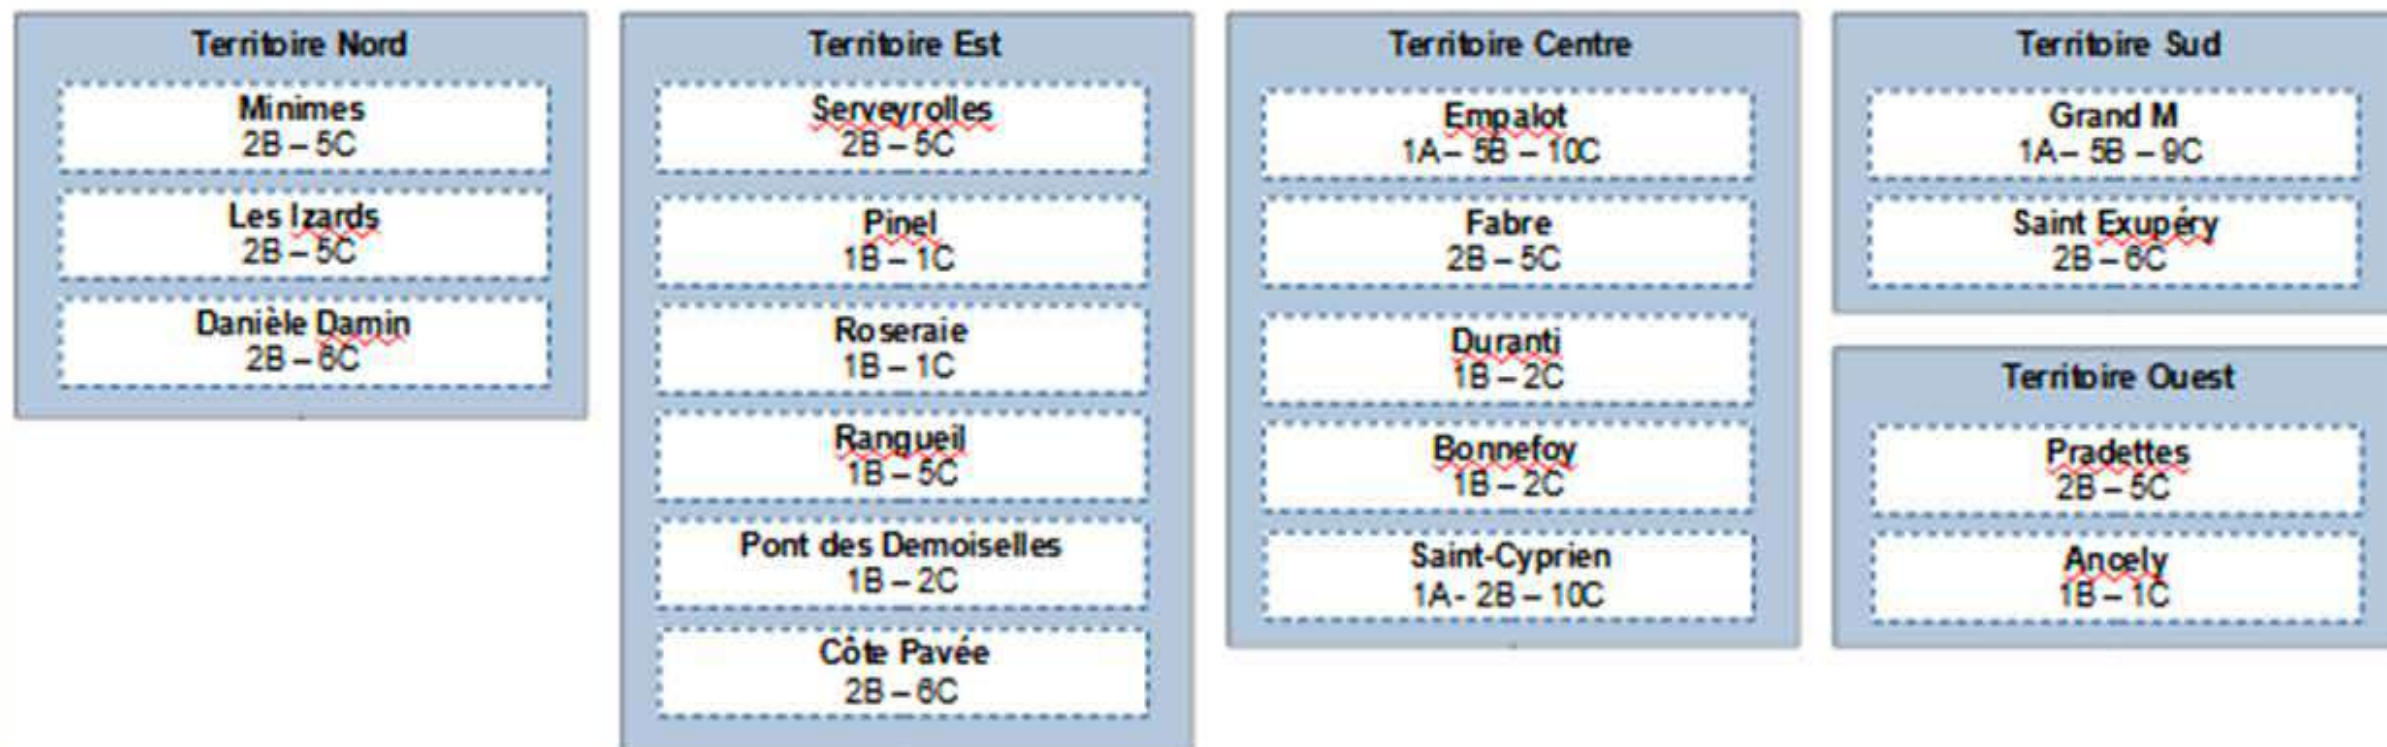 Territoire Nord
Minimes
2B – 5C
Les Izards
2B – 5C
Danièle Damin
2B – 6C
Territoire Est
Serveyrolles
2B – 5C
Pinel
1B – 1C
Roseraie
1B – 1C
Rangueil
1B – 5C
Pont des Demoiselles
1B – 2C
Côte Pavée
2B – 6C
Territoire Centre
Empalot
1A – 5B – 10C
Fabre
2B – 5C
Duranti
1B – 2C
Bonnefoy
1B – 2C
Saint-Cyprien
1A - 2B – 10C
Territoire Sud
Grand M
1A – 5B – 9C
Saint Exupéry
2B – 6C
Territoire Ouest
Pradettes
2B – 5C
Ancely
1B – 1C